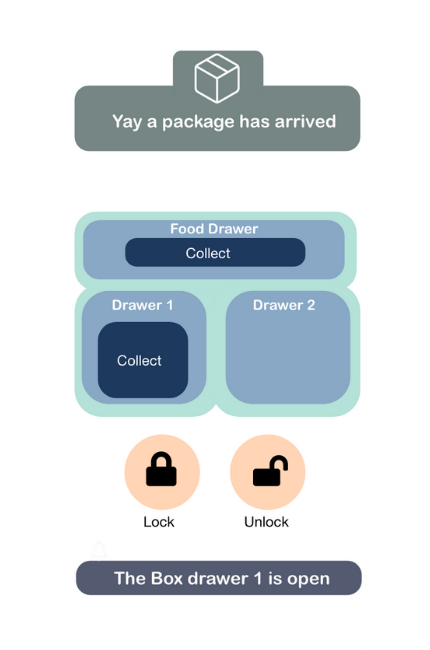 Yay a package has arrived
Food Drawer
Collect
Drawer 1
Drawer 2
Collect
Lock
Unlock
The Box drawer 1 is open